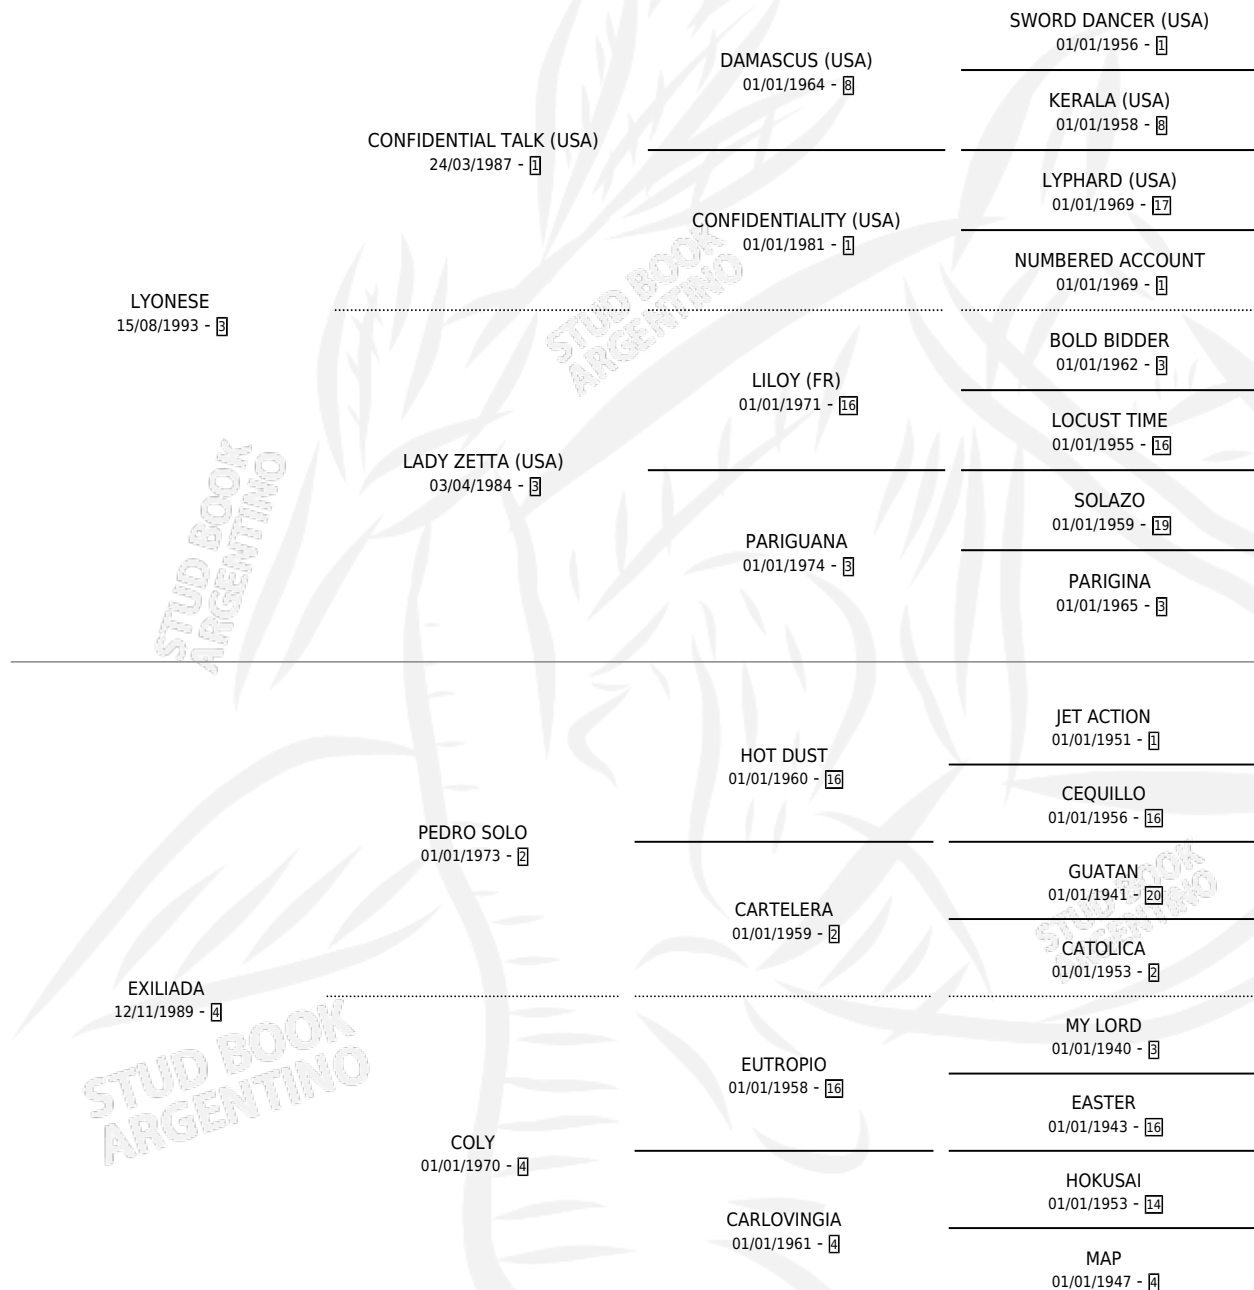 SWORD DANCER (USA)
01/01/1956 - 1
DAMASCUS (USA)
01/01/1964 - 8
KERALA (USA)
01/01/1958 - 8
CONFIDENTIAL TALK (USA)
24/03/1987 - 1
LYPHARD (USA)
01/01/1969 - 17
CONFIDENTIALITY (USA)
01/01/1981 - 1
NUMBERED ACCOUNT
01/01/1969 - 1
LYONESE
15/08/1993 - 3
BOLD BIDDER
01/01/1962 - 3
LILOY (FR)
01/01/1971 - 16
LOCUST TIME
01/01/1955 - 16
LADY ZETTA (USA)
03/04/1984 - 3
SOLAZO
01/01/1959 - 19
PARIGUANA
01/01/1974 - 3
PARIGINA
01/01/1965 - 3
JET ACTION
01/01/1951 - 1
HOT DUST
01/01/1960 - 16
CEQUILLO
01/01/1956 - 16
PEDRO SOLO
01/01/1973 - 2
GUATAN
01/01/1941 - 20
CARTELERA
01/01/1959 - 2
CATOLICA
01/01/1953 - 2
EXILIADA
12/11/1989 - 4
MY LORD
01/01/1940 - 3
EUTROPIO
01/01/1958 - 16
EASTER
01/01/1943 - 16
COLY
01/01/1970 - 4
HOKUSAI
01/01/1953 - 14
CARLOVINGIA
01/01/1961 - 4
MAP
01/01/1947 - 4
STUD BOOK
ARGENTINO
STUD BOOK
ARGENTINO
STUD BOOK
ARGENTINO
STUD BOOK
ARGENTINO